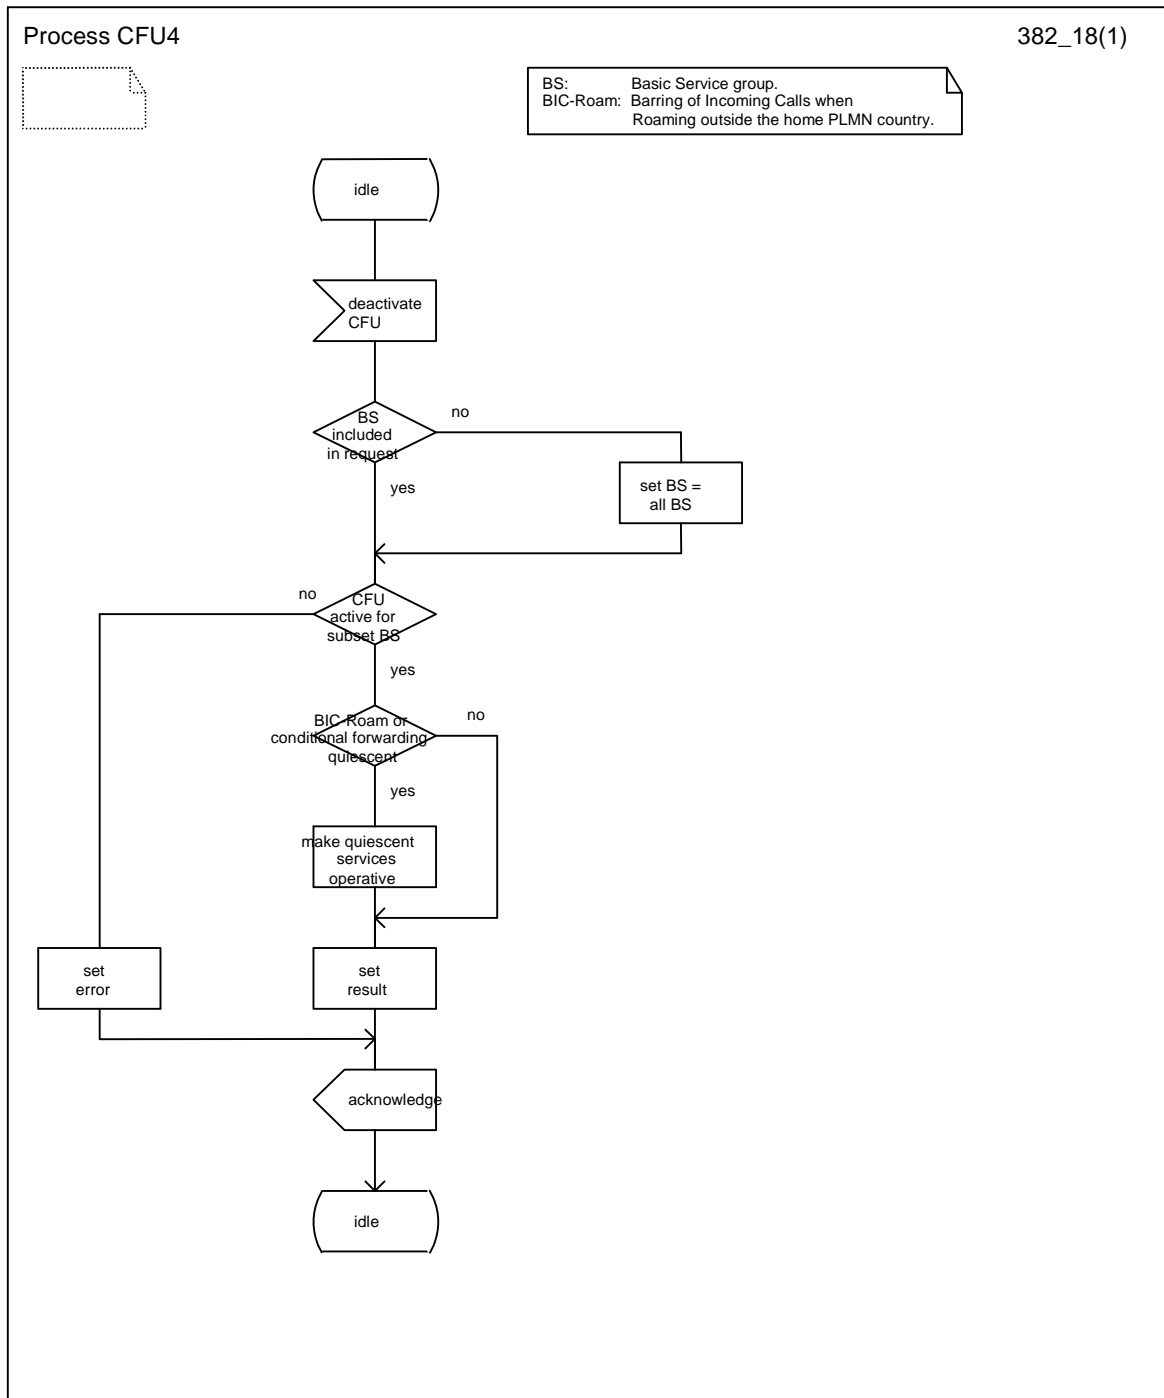 Process CFU4
382_18(1)
BS: Basic Service group.
BIC-Roam: Barring of Incoming Calls when
Roaming outside the home PLMN country.
idle
deactivate
CFU
BS
included
in request
no
yes
set BS =
all BS
CFU
active for
subset BS
no
yes
BIC-Roam or
conditional forwarding
quiescent
no
yes
make quiescent
services
operative
set
error
set
result
acknowledge
idle